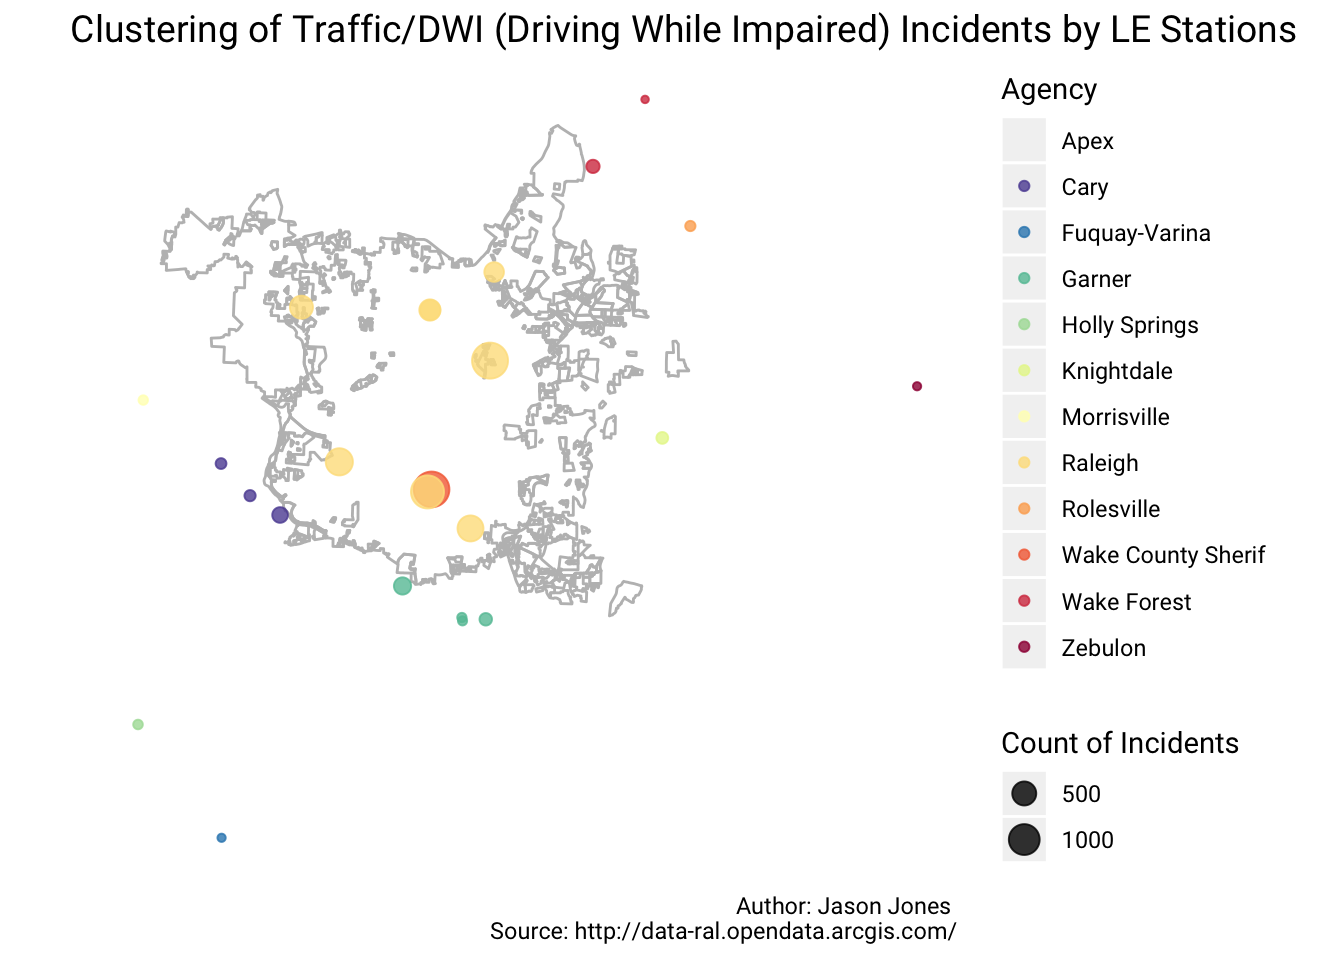 Clustering of Traffic/DWI (Driving While Impaired) Incidents by LE Stations
Agency
Apex
Cary
Fuquay-Varina
Garner
Holly Springs
Knightdale
Morrisville
Raleigh
Rolesville
Wake County Sherif
Wake Forest
Zebulon
Count of Incidents
500
1000
Author: Jason Jones
Source: http://data-ral.opendata.arcgis.com/